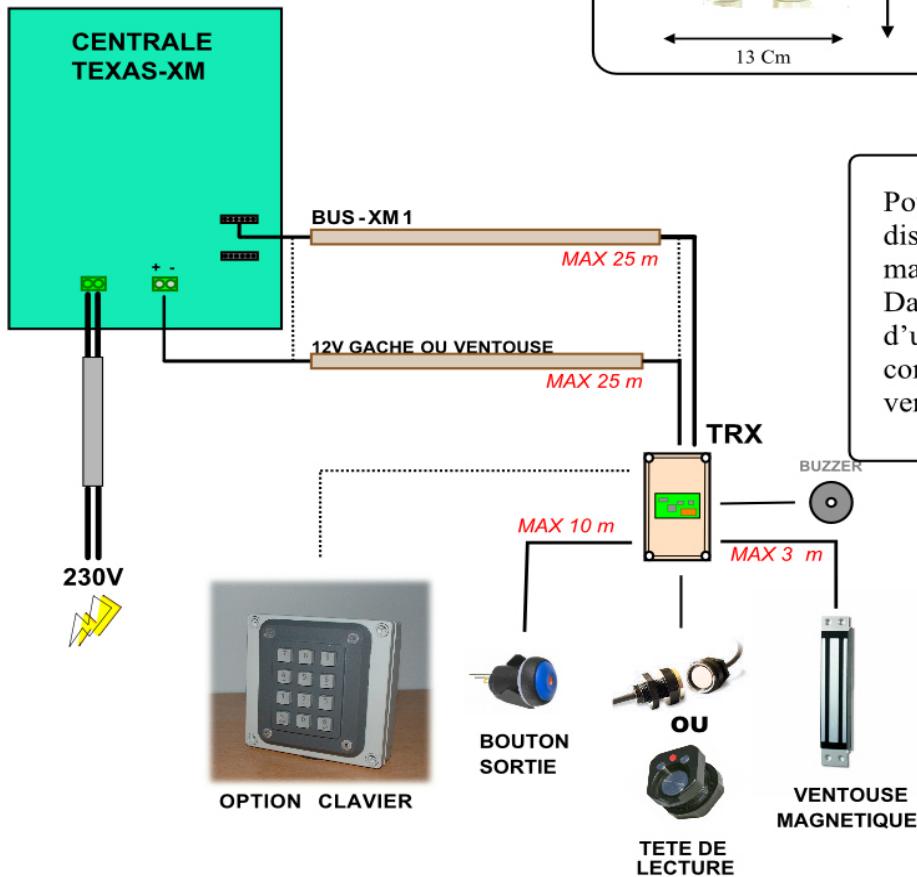 CENTRALE
TEXAS-XM
13 Cm
BUS - XM 1
MAX 25 m
+ -
12V GACHE OU VENTOUSE
MAX 25 m
TRX
BUZZER
MAX 10 m
MAX 3 m
230V
BOUTON
SORTIE
OU
OPTION CLAVIER
VENTOUSE
MAGNETIQUE
TETE DE
LECTURE